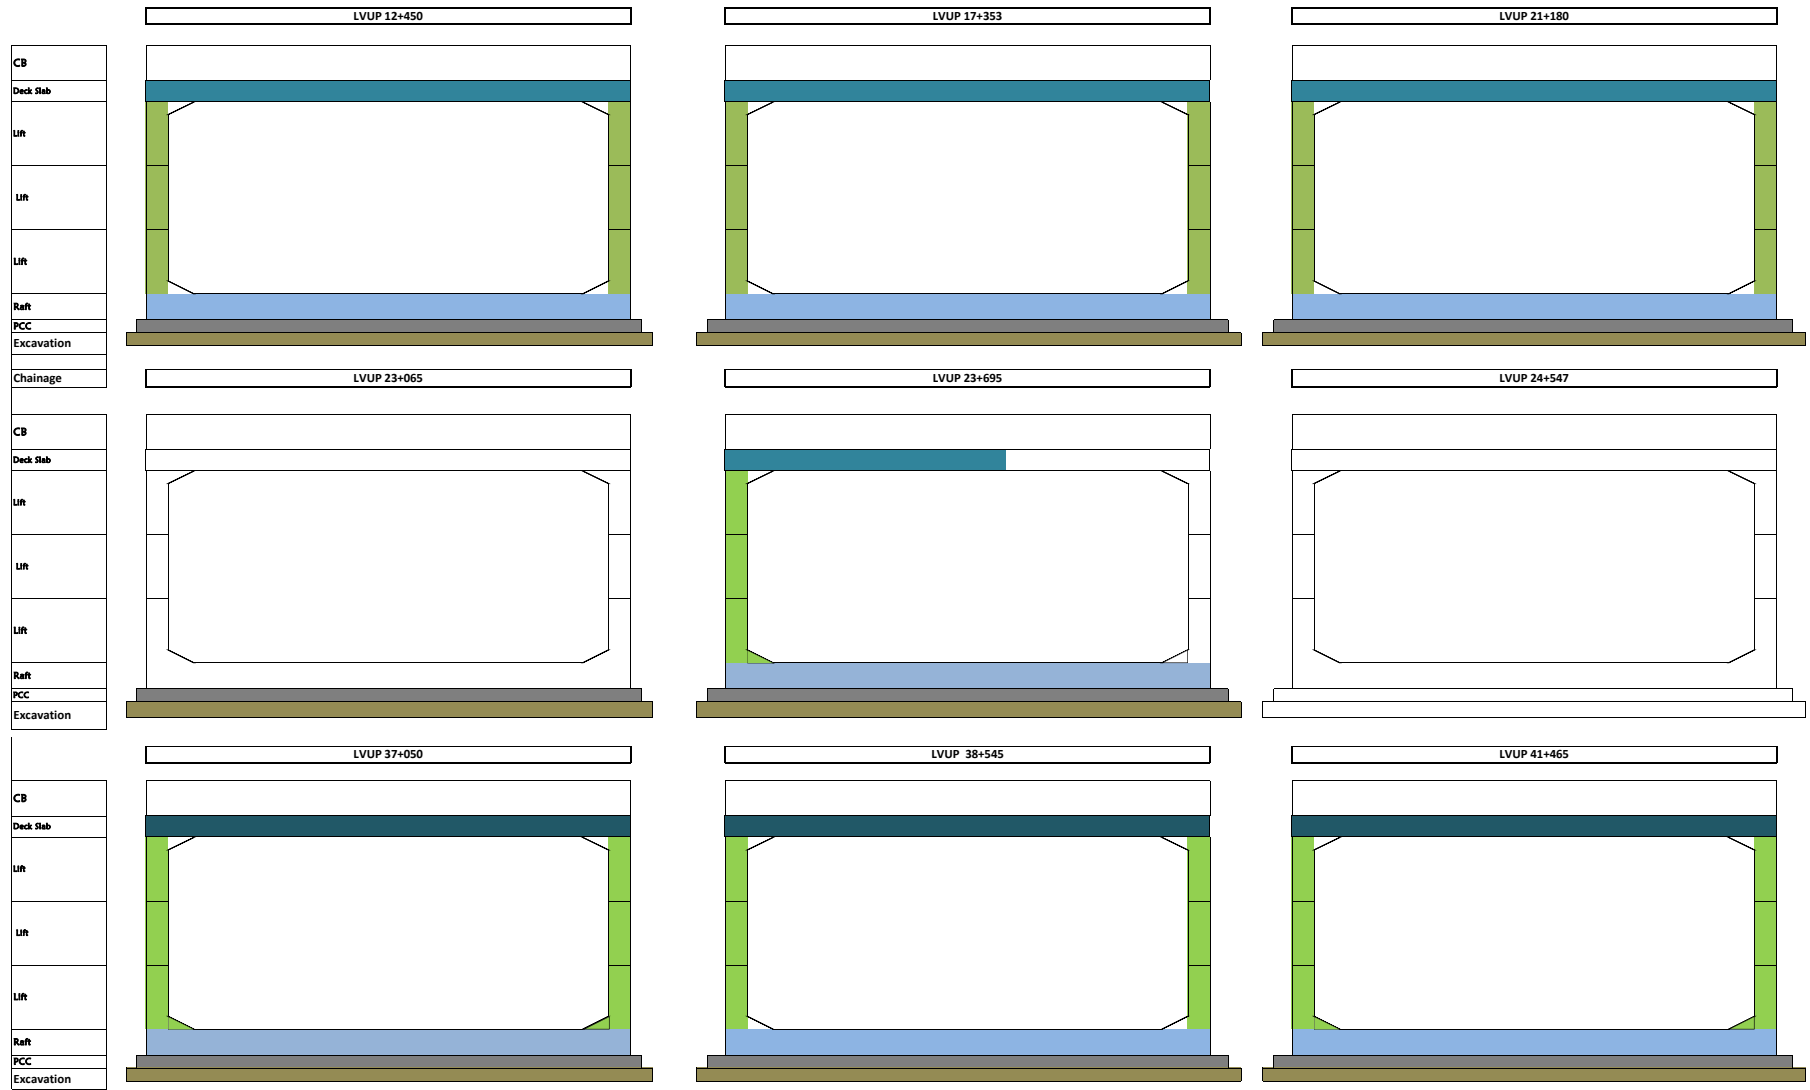 LVUP 12+450
LVUP 17+353
LVUP 21+180
CB
Deck Slab
Lift
Lift
Lift
Raft
PCC
Excavation
Chainage
LVUP 23+065
LVUP 23+695
LVUP 24+547
CB
Deck Slab
Lift
Lift
Lift
Raft
PCC
Excavation
LVUP 37+050
LVUP 38+545
LVUP 41+465
CB
Deck Slab
Lift
Lift
Lift
Raft
PCC
Excavation